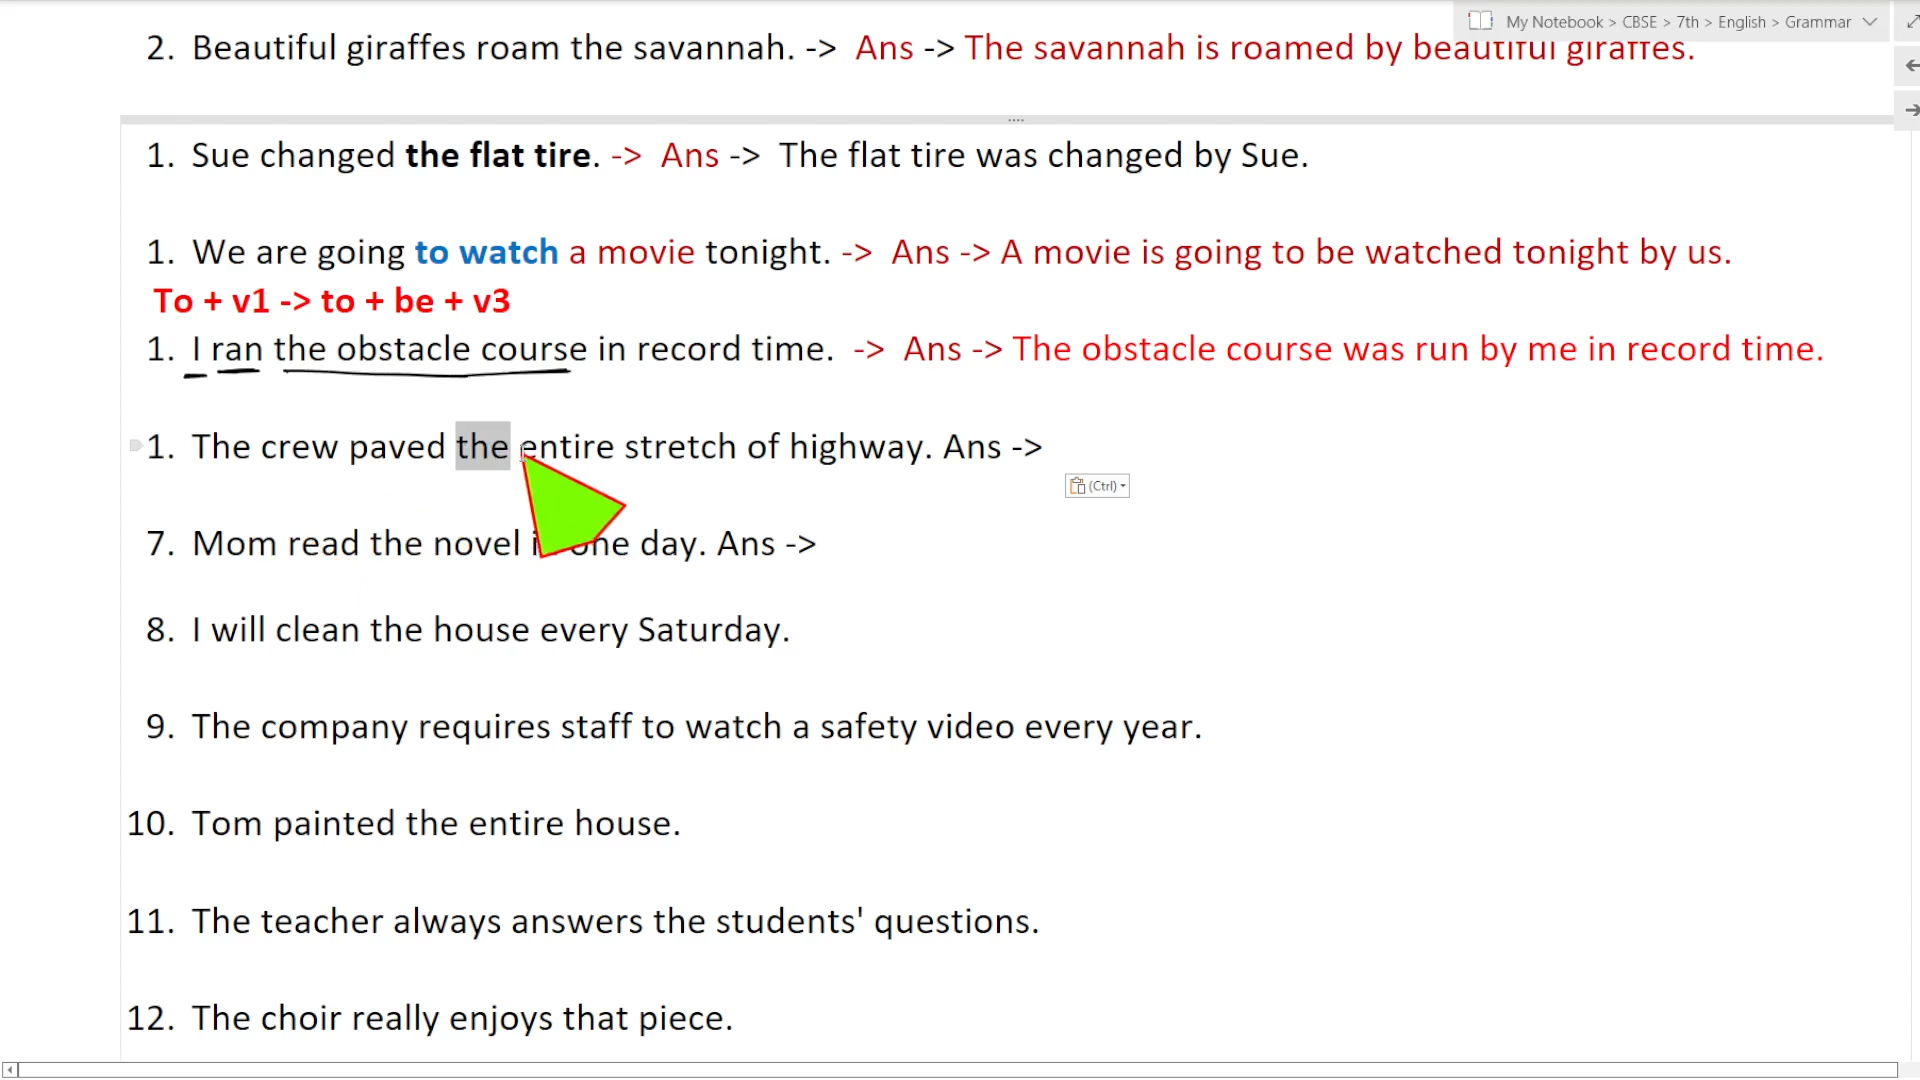 My Notebook > CBSE > 7th > English > Grammar
2. Beautiful giraffes roam the savannah. -> Ans -> The savannah is roamed by beautiful giraffes.
1. Sue changed the flat tire. -> Ans -> The flat tire was changed by Sue.
1. We are going to watch a movie tonight. -> Ans -> A movie is going to be watched tonight by us.
To + v1 -> to + be + v3
1. I ran the obstacle course in record time. -> Ans -> The obstacle course was run by me in record time.
1. The crew paved the entire stretch of highway. Ans ->
(Ctrl)
7. Mom read the novel in one day. Ans ->
8. I will clean the house every Saturday.
9. The company requires staff to watch a safety video every year.
10. Tom painted the entire house.
11. The teacher always answers the students' questions.
12. The choir really enjoys that piece.